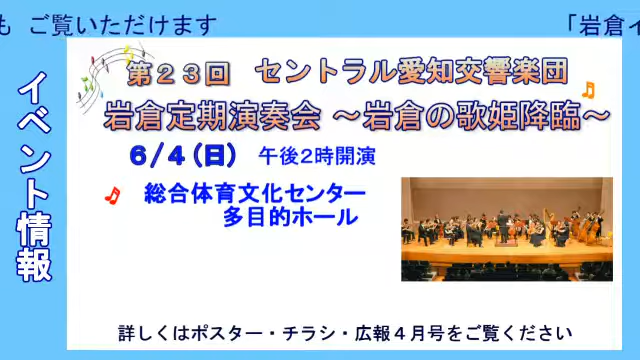 も ご覧いただけます
「岩倉イ
イベント情報
第２３回 セントラル愛知交響楽団
岩倉定期演奏会 ～岩倉の歌姫降臨～
６/４(日) 午後２時開演
総合体育文化センター
多目的ホール
詳しくはポスター・チラシ・広報４月号をご覧ください